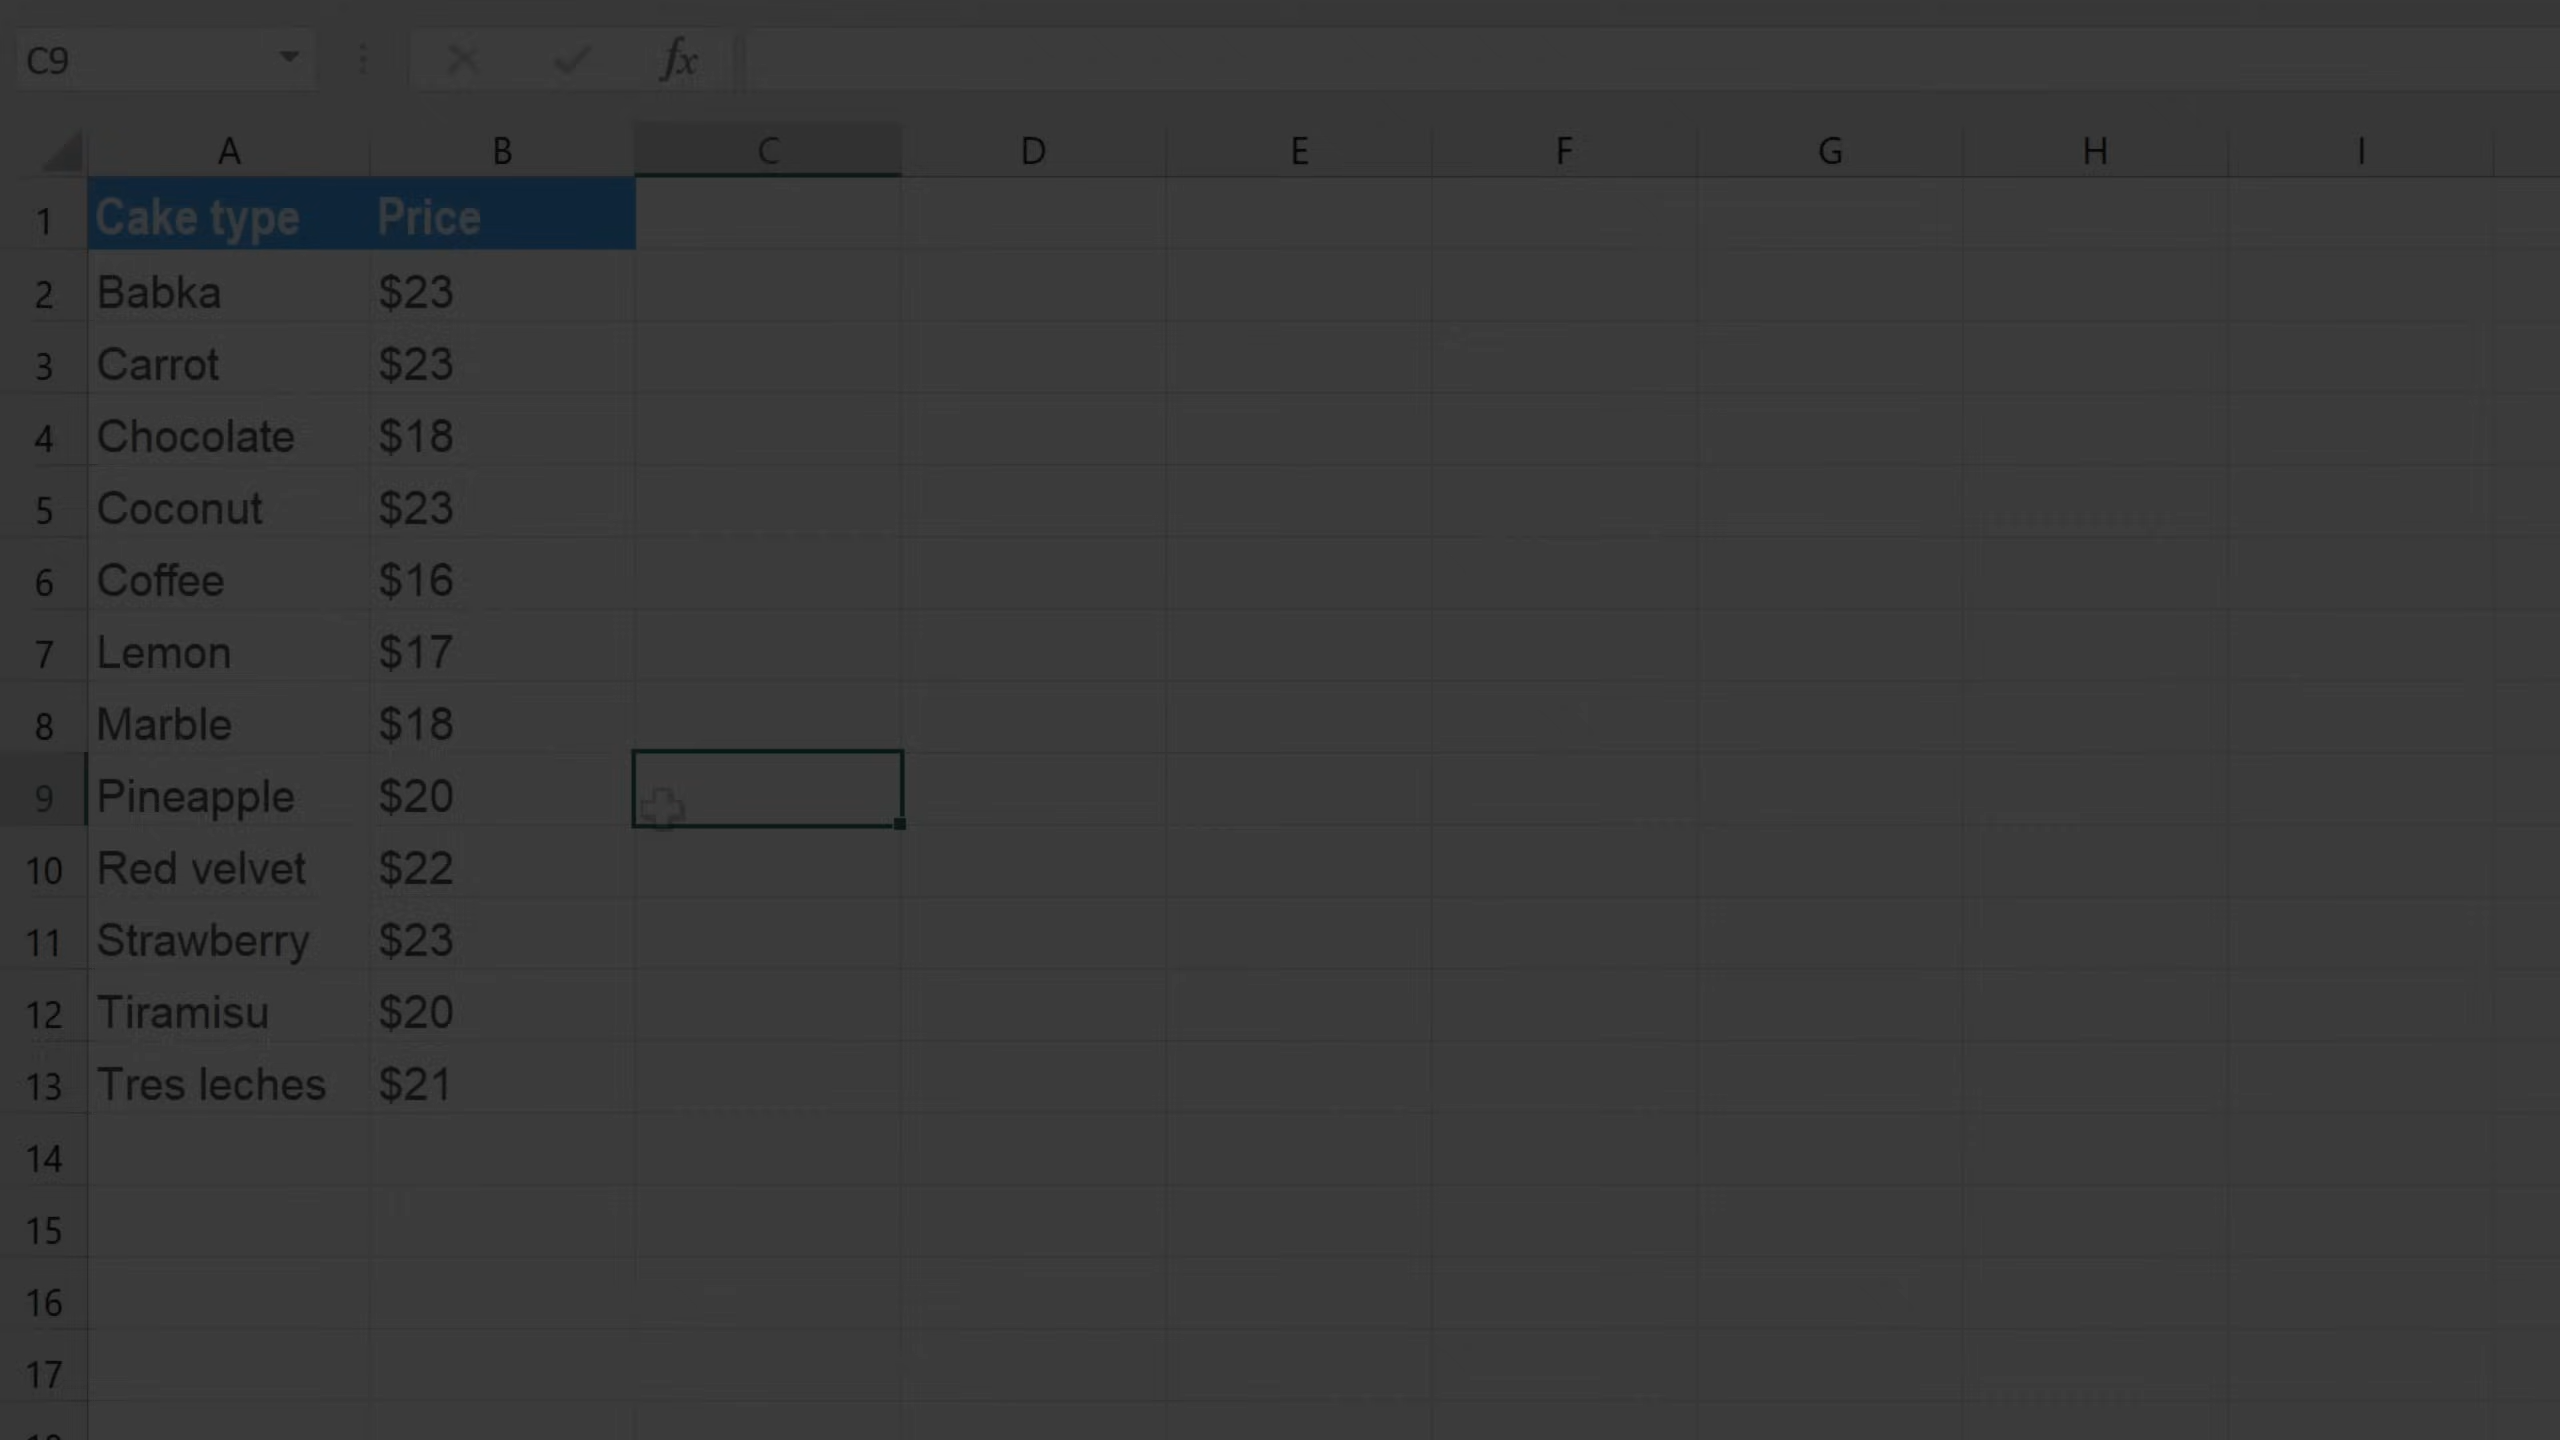 C9 fx
A B C D E F G H I
1 Cake type Price
2 Babka $23
3 Carrot $23
4 Chocolate $18
5 Coconut $23
6 Coffee $16
7 Lemon $17
8 Marble $18
9 Pineapple $20
10 Red velvet $22
11 Strawberry $23
12 Tiramisu $20
13 Tres leches $21
14
15
16
17